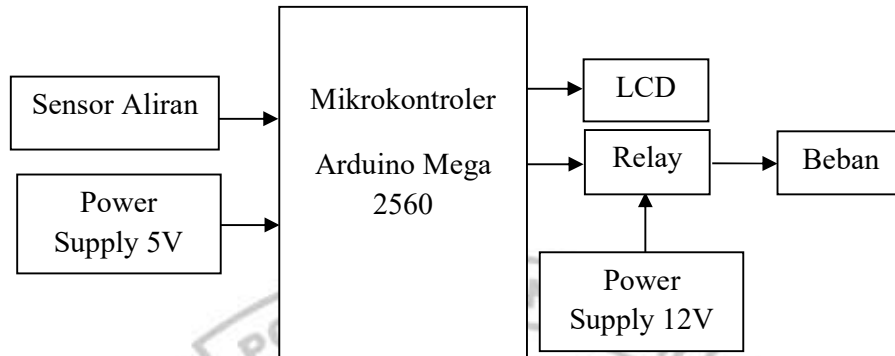 Sensor Aliran
Power
Supply 5V
Mikrokontroler
Arduino Mega
2560
LCD
Relay
Beban
Power
Supply 12V